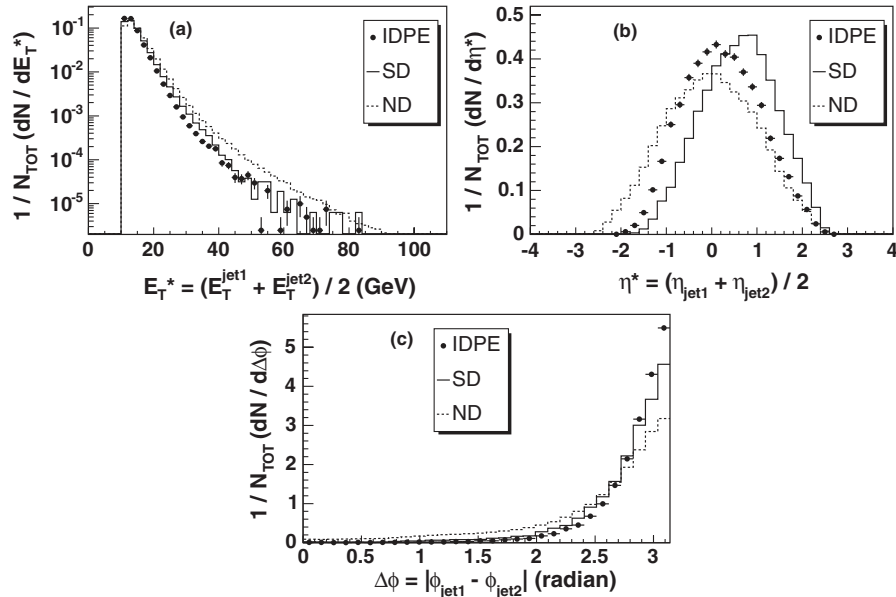 (a)
IDPE
SD
ND
10⁻¹
10⁻²
10⁻³
10⁻⁴
10⁻⁵
0 20 40 60 80 100
1 / N_TOT (dN / dE_T*)
E_T* = (E_T^jet1 + E_T^jet2) / 2 (GeV)
(b)
IDPE
SD
ND
0.5
0.4
0.3
0.2
0.1
0
-4 -3 -2 -1 0 1 2 3 4
1 / N_TOT (dN / dη*)
η* = (η_jet1 + η_jet2) / 2
(c)
IDPE
SD
ND
5
4
3
2
1
0
0 0.5 1 1.5 2 2.5 3
1 / N_TOT (dN / dΔϕ)
Δϕ = |ϕ_jet1 - ϕ_jet2| (radian)